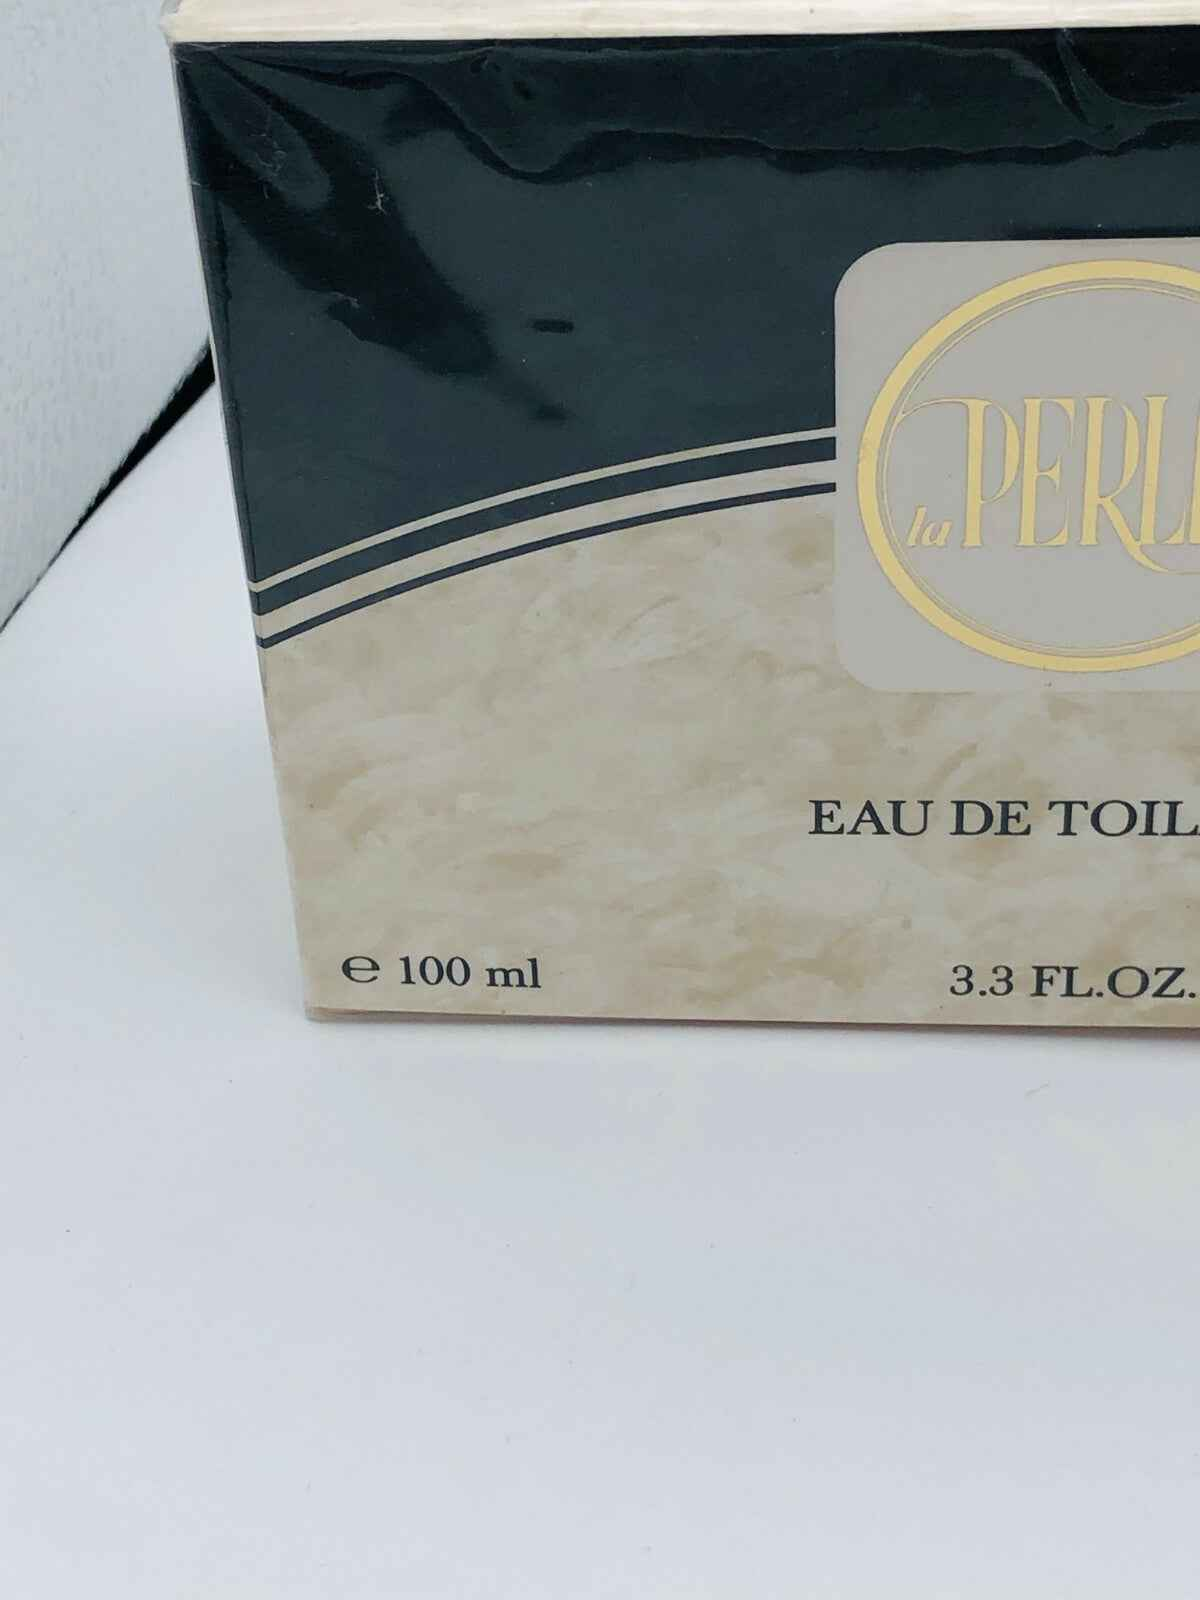 la PERL
EAU DE TOIL
℮ 100 ml
3.3 FL.OZ.